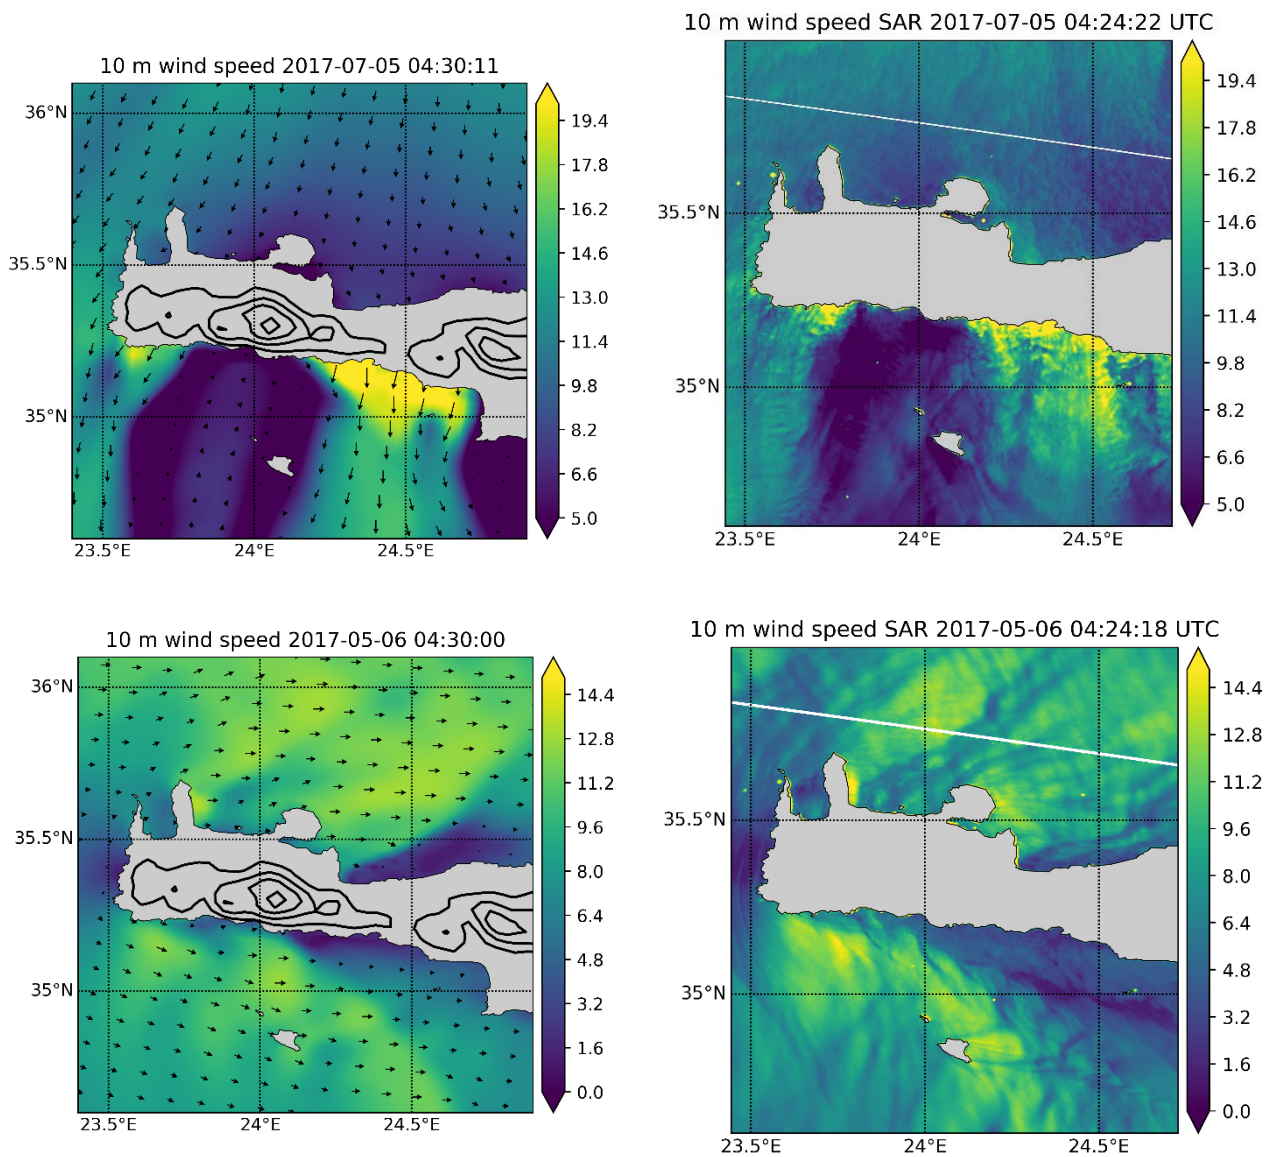 10 m wind speed 2017-07-05 04:30:11
36°N
35.5°N
35°N
23.5°E
24°E
24.5°E
19.4
17.8
16.2
14.6
13.0
11.4
9.8
8.2
6.6
5.0
10 m wind speed SAR 2017-07-05 04:24:22 UTC
35.5°N
35°N
23.5°E
24°E
24.5°E
19.4
17.8
16.2
14.6
13.0
11.4
9.8
8.2
6.6
5.0
10 m wind speed 2017-05-06 04:30:00
36°N
35.5°N
35°N
23.5°E
24°E
24.5°E
14.4
12.8
11.2
9.6
8.0
6.4
4.8
3.2
1.6
0.0
10 m wind speed SAR 2017-05-06 04:24:18 UTC
35.5°N
35°N
23.5°E
24°E
24.5°E
14.4
12.8
11.2
9.6
8.0
6.4
4.8
3.2
1.6
0.0